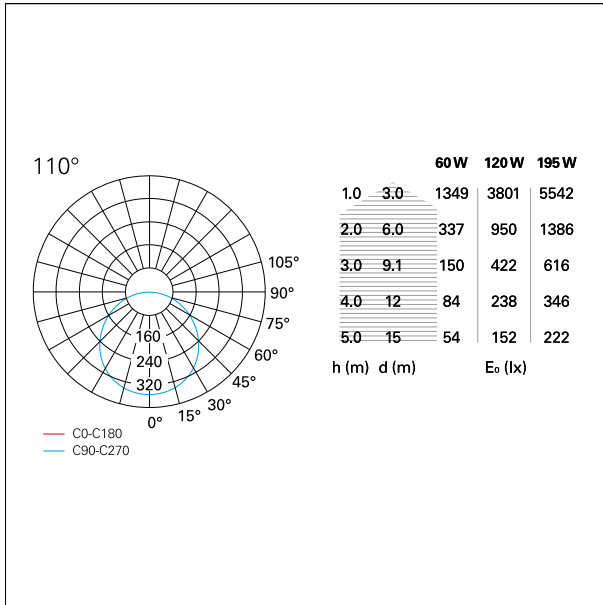 110°
105°
90°
75°
60°
45°
30°
15°
0°
160
240
320
C0-C180
C90-C270
60 W 120 W 195 W
1.0 3.0 1349 3801 5542
2.0 6.0 337 950 1386
3.0 9.1 150 422 616
4.0 12 84 238 346
5.0 15 54 152 222
h (m) d (m) E₀ (lx)